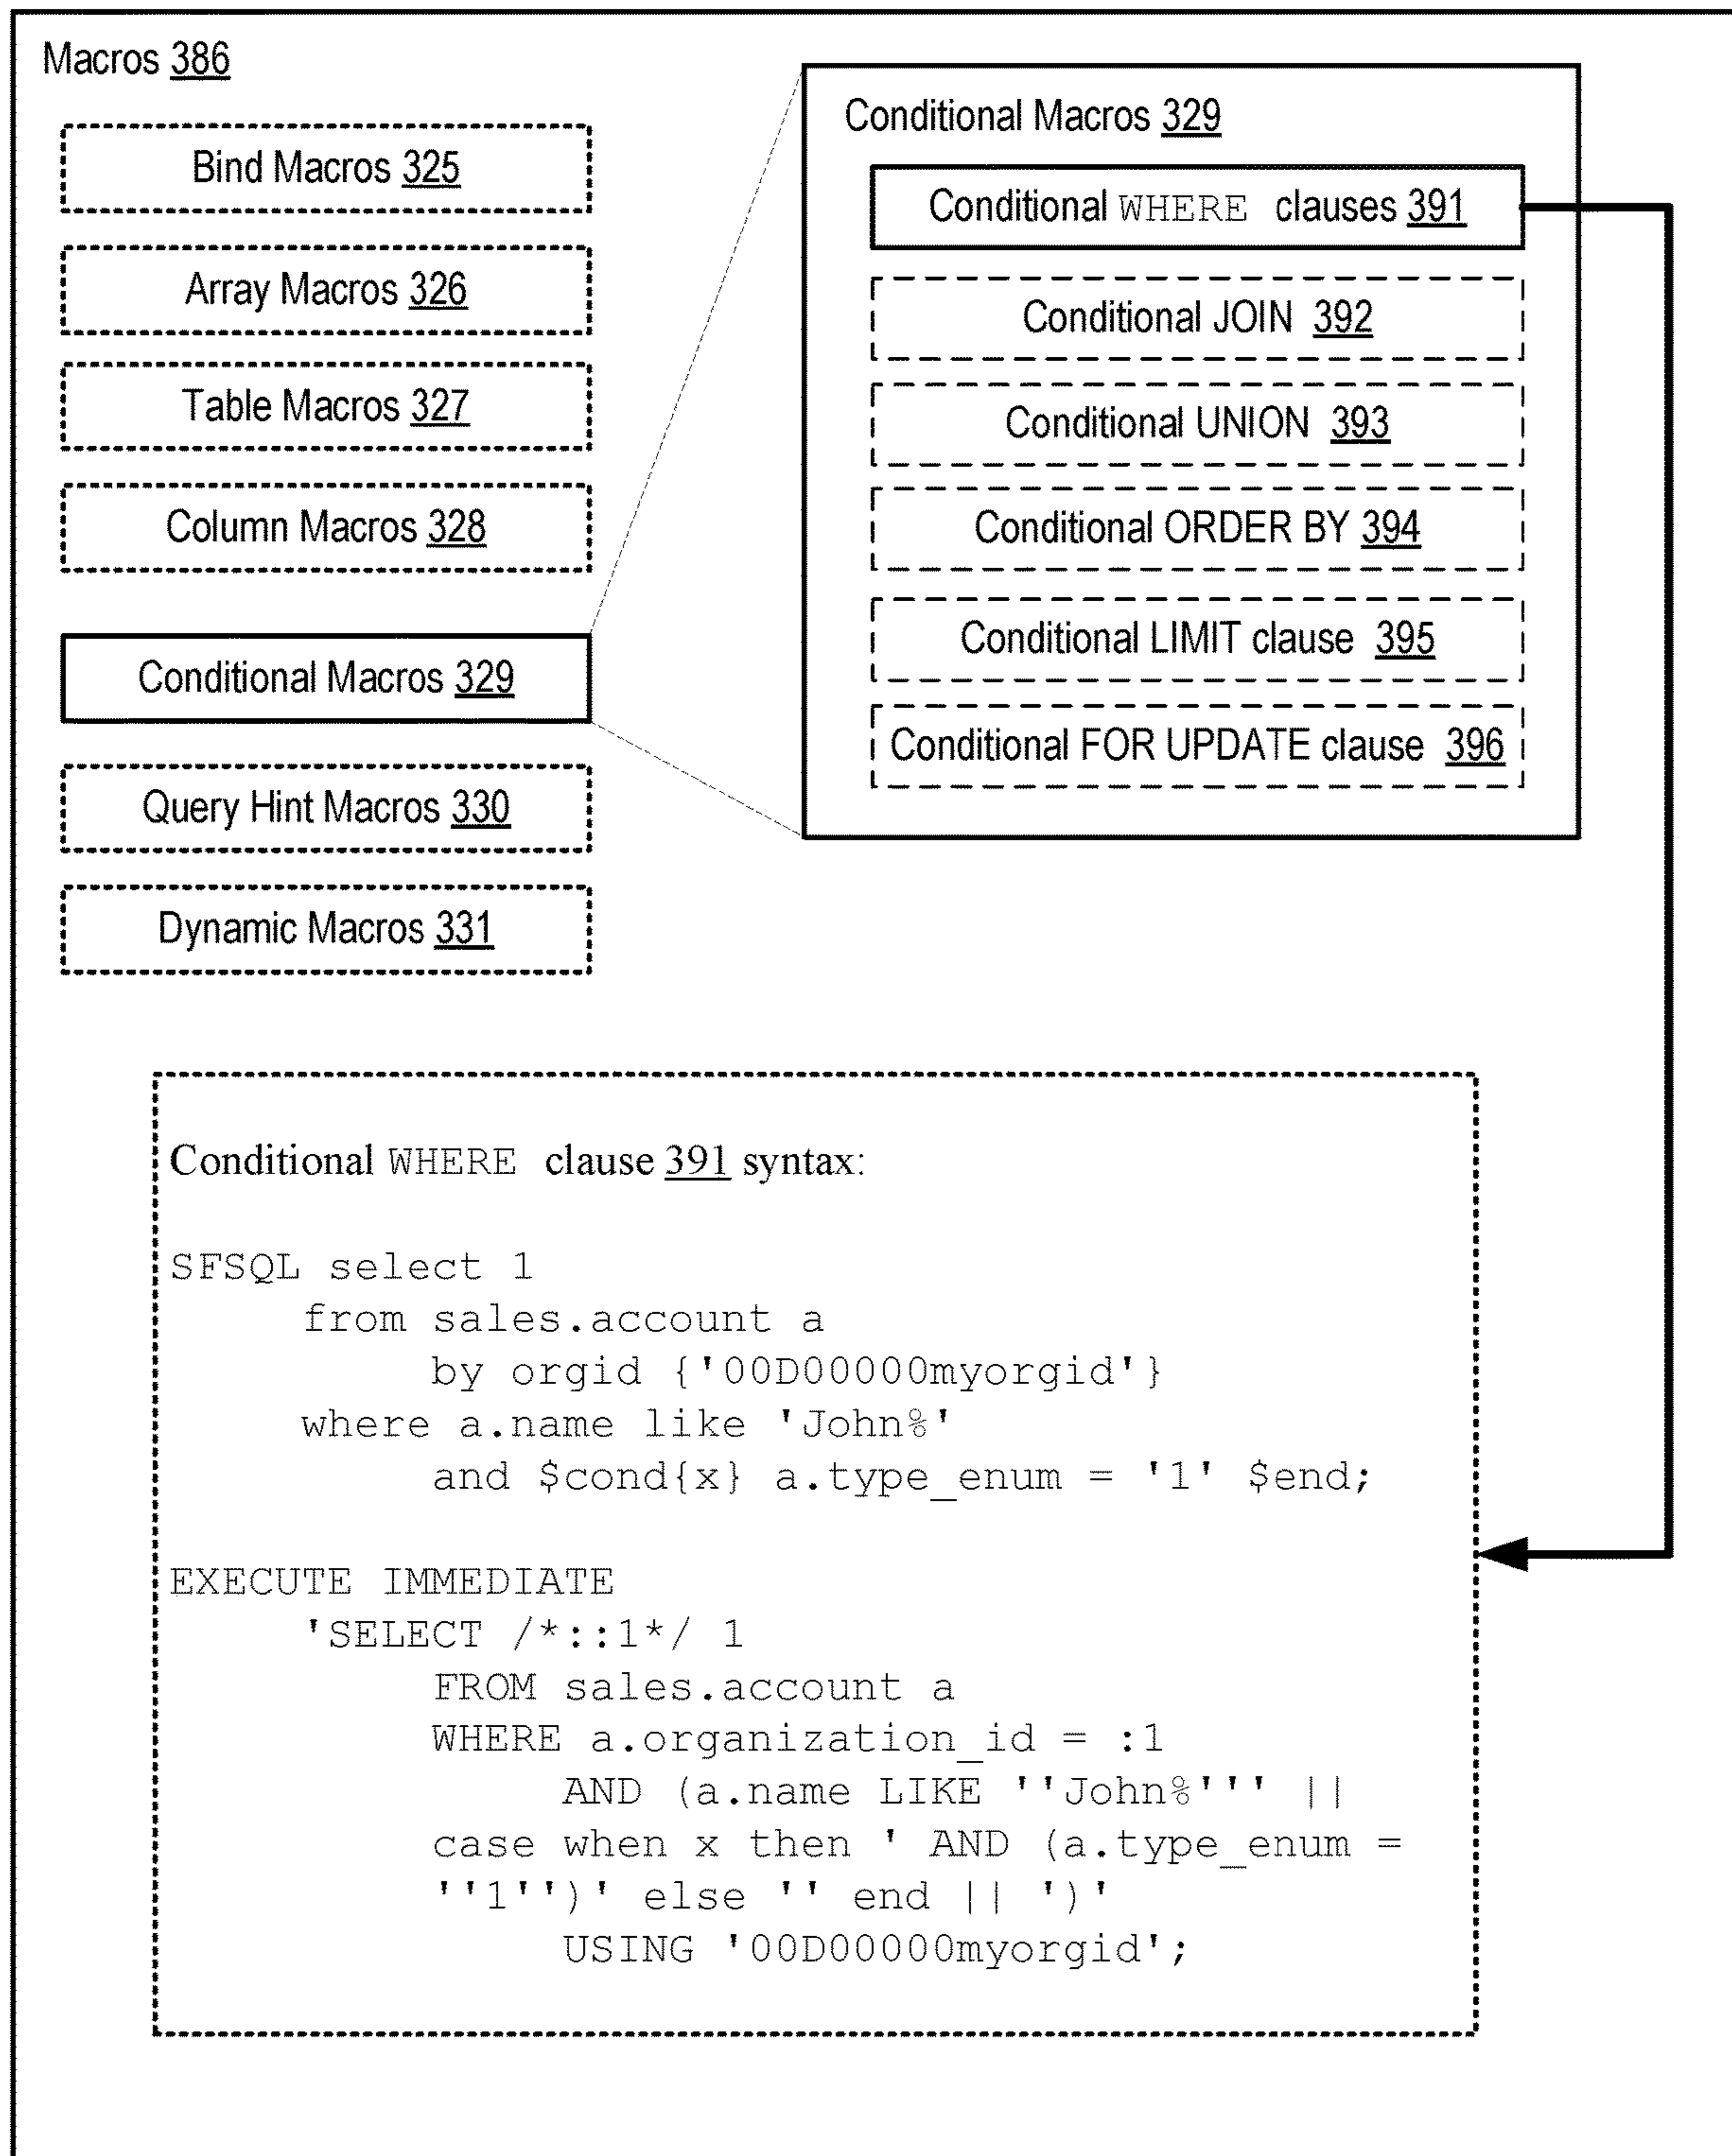 Macros 386
Bind Macros 325
Array Macros 326
Table Macros 327
Column Macros 328
Conditional Macros 329
Query Hint Macros 330
Dynamic Macros 331
Conditional Macros 329
Conditional WHERE clauses 391
Conditional JOIN 392
Conditional UNION 393
Conditional ORDER BY 394
Conditional LIMIT clause 395
Conditional FOR UPDATE clause 396
Conditional WHERE clause 391 syntax:
SFSQL select 1
from sales.account a
by orgid {'00D00000myorgid'}
where a.name like 'John%'
and $cond{x} a.type_enum = '1' $end;
EXECUTE IMMEDIATE
'SELECT /*::1*/ 1
FROM sales.account a
WHERE a.organization_id = :1
AND (a.name LIKE ''John%''' ||
case when x then ' AND (a.type_enum =
''1'')' else '' end || ')'
USING '00D00000myorgid';